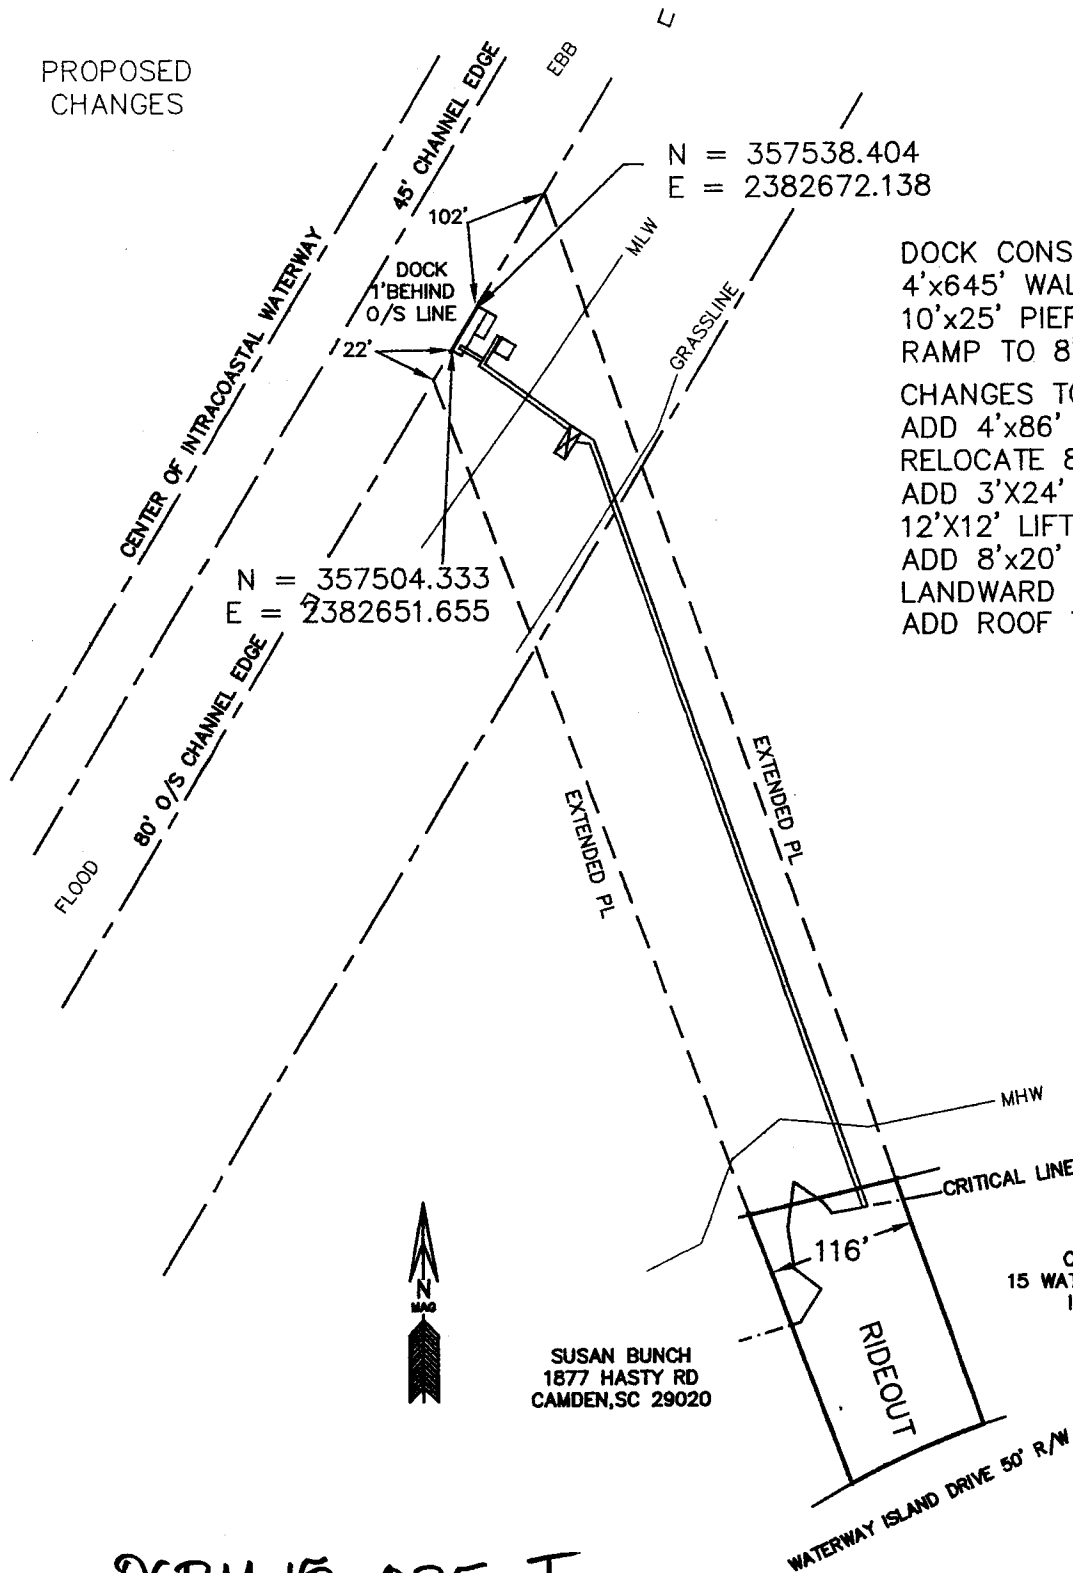 PROPOSED
CHANGES
EBB
45' CHANNEL EDGE
N = 357538.404
E = 2382672.138
102'
MLW
CENTER OF INTRACOASTAL WATERWAY
DOCK
1'BEHIND
O/S LINE
22'
GRASSLINE
DOCK CONS
4'x645' WAL
10'x25' PIER
RAMP TO 8'
CHANGES TO
ADD 4'x86'
RELOCATE 8
ADD 3'X24'
12'X12' LIFT
ADD 8'x20'
LANDWARD
ADD ROOF T
N = 357504.333
E = 2382651.655
80' O/S CHANNEL EDGE
FLOOD
EXTENDED PL
EXTENDED PL
MHW
CRITICAL LINE
116'
15 WAT
N
MAG
SUSAN BUNCH
1877 HASTY RD
CAMDEN,SC 29020
RIDEOUT
WATERWAY ISLAND DRIVE 50' R/W